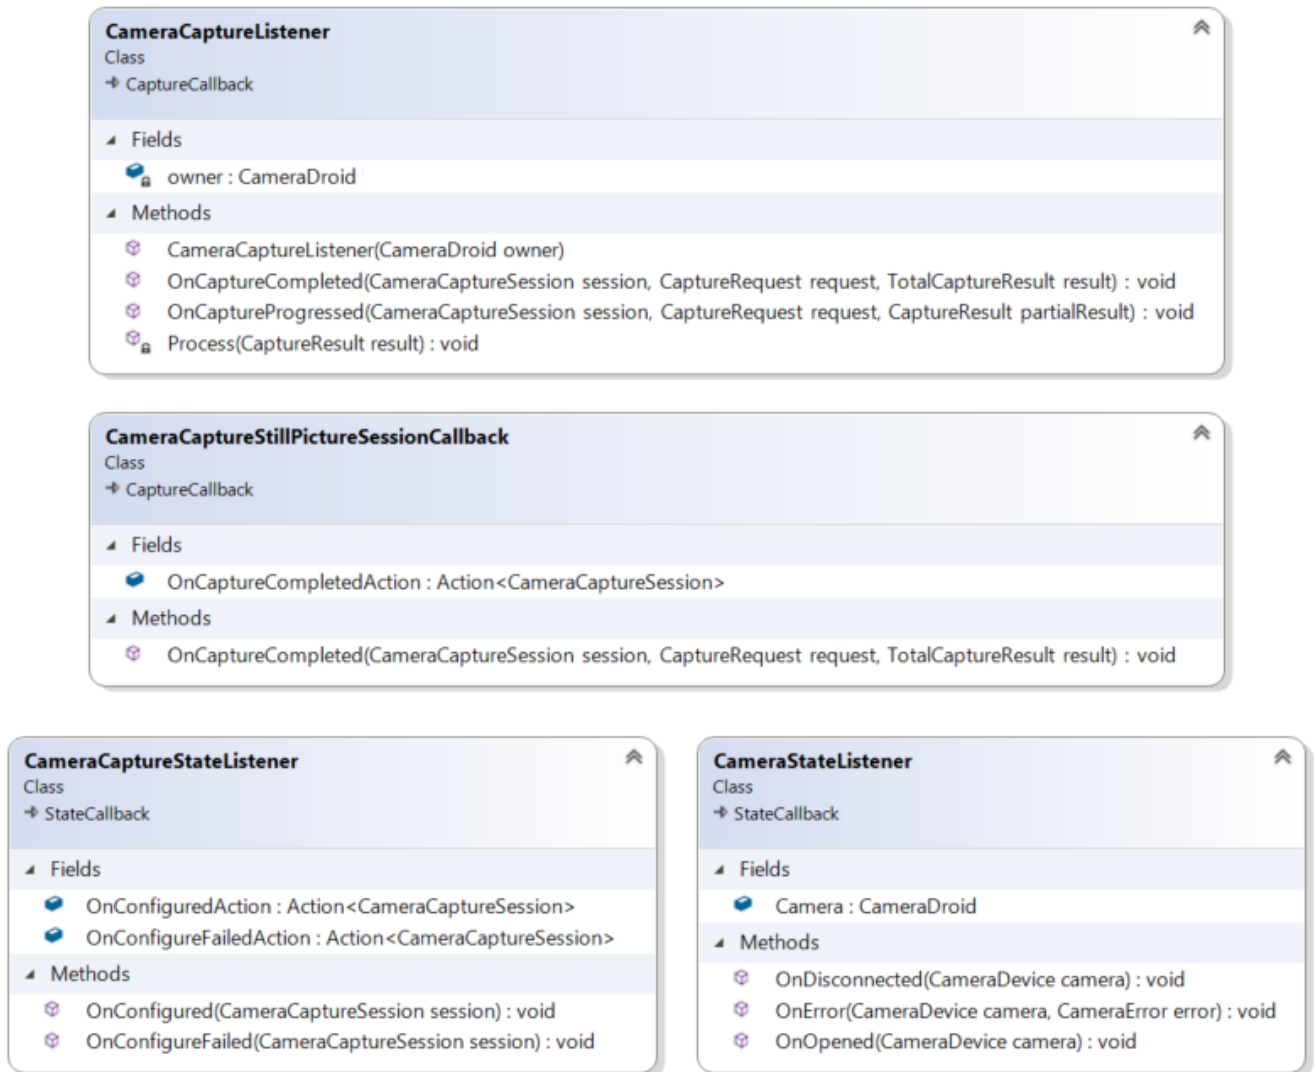 CameraCaptureListener
Class
CaptureCallback
Fields
owner : CameraDroid
Methods
CameraCaptureListener(CameraDroid owner)
OnCaptureCompleted(CameraCaptureSession session, CaptureRequest request, TotalCaptureResult result) : void
OnCaptureProgressed(CameraCaptureSession session, CaptureRequest request, CaptureResult partialResult) : void
Process(CaptureResult result) : void
CameraCaptureStillPictureSessionCallback
Class
CaptureCallback
Fields
OnCaptureCompletedAction : Action<CameraCaptureSession>
Methods
OnCaptureCompleted(CameraCaptureSession session, CaptureRequest request, TotalCaptureResult result) : void
CameraCaptureStateListener
Class
StateCallback
Fields
OnConfiguredAction : Action<CameraCaptureSession>
OnConfigureFailedAction : Action<CameraCaptureSession>
Methods
OnConfigured(CameraCaptureSession session) : void
OnConfigureFailed(CameraCaptureSession session) : void
CameraStateListener
Class
StateCallback
Fields
Camera : CameraDroid
Methods
OnDisconnected(CameraDevice camera) : void
OnError(CameraDevice camera, CameraError error) : void
OnOpened(CameraDevice camera) : void